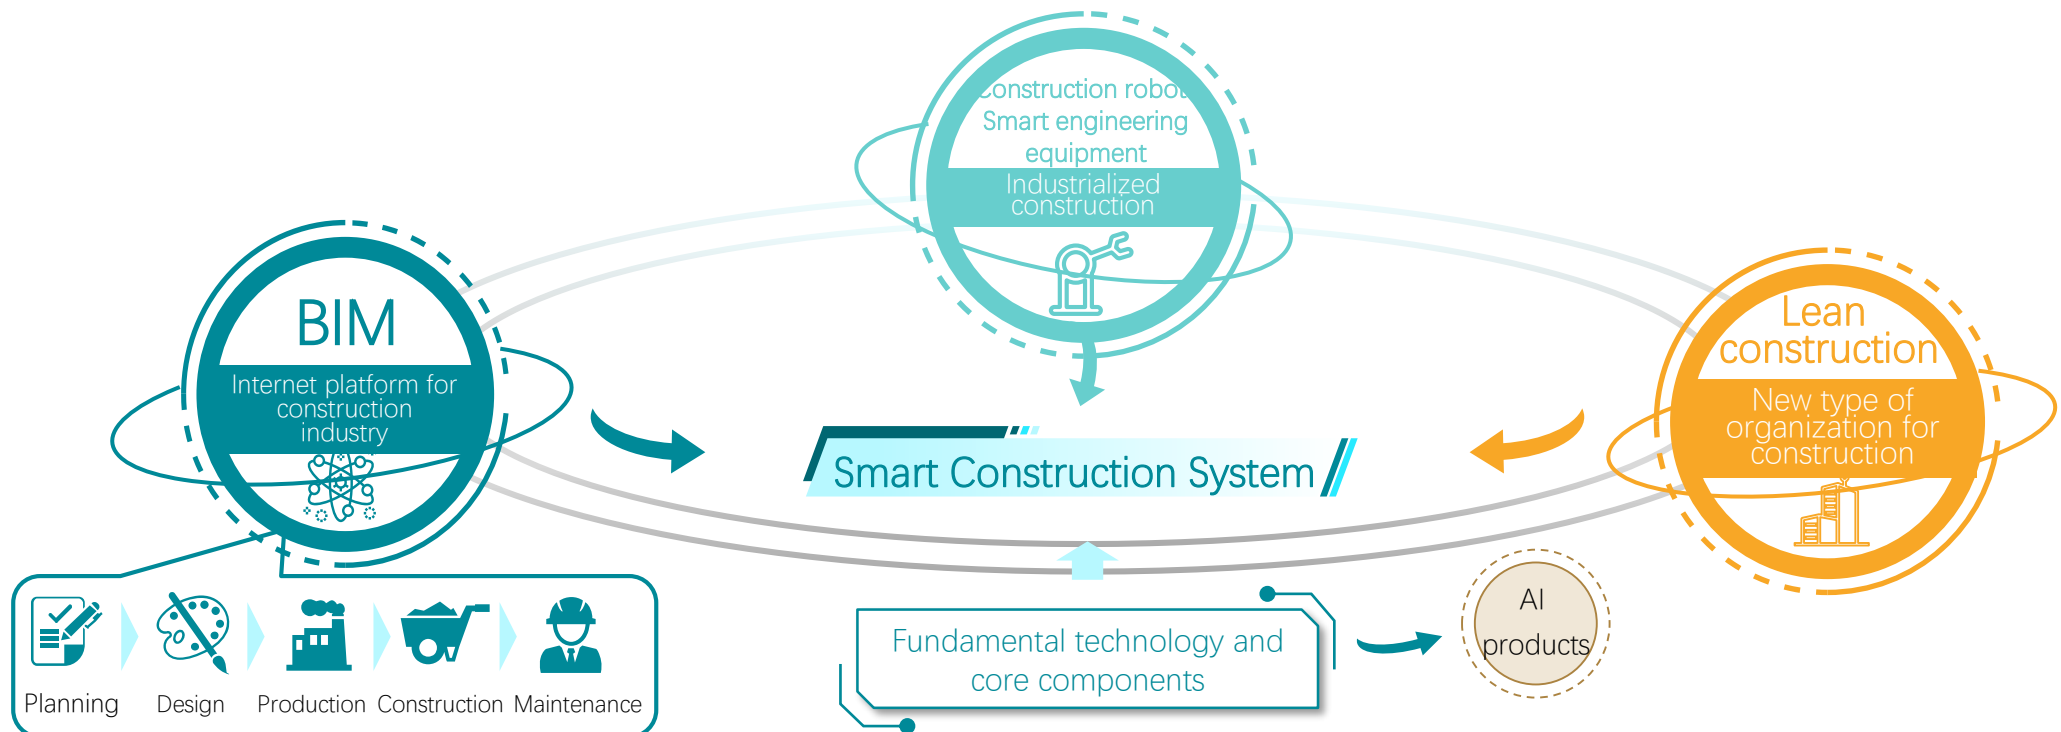 Construction robot
Smart engineering
equipment
Industrialized
construction
BIM
Internet platform for
construction
industry
Lean
construction
New type of
organization for
construction
Smart Construction System
Planning
Design
Production
Construction
Maintenance
Fundamental technology and
core components
AI
products